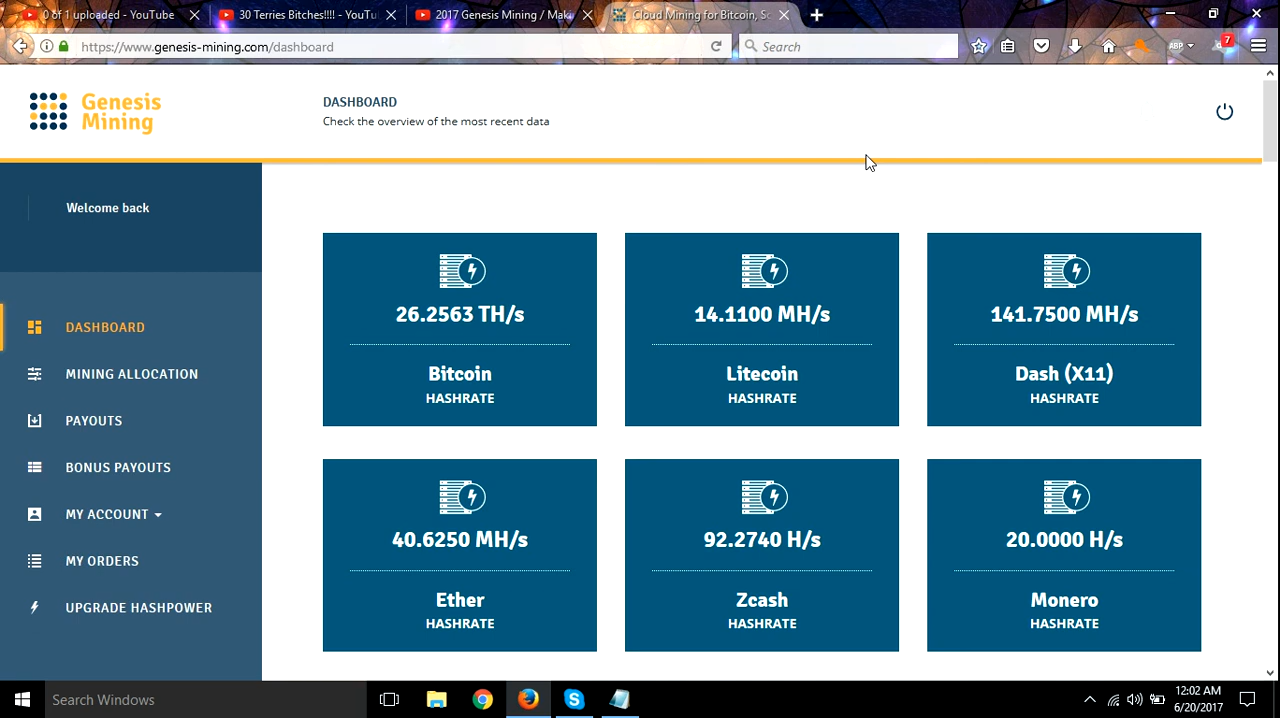 0 of 1 uploaded - YouTube
30 Terries Bitches!!!! - YouTu
2017 Genesis Mining / Maki
Cloud Mining for Bitcoin, Sc
https://www.genesis-mining.com/dashboard
Search
ABP
7
Genesis
Mining
DASHBOARD
Check the overview of the most recent data
Welcome back
DASHBOARD
MINING ALLOCATION
PAYOUTS
BONUS PAYOUTS
MY ACCOUNT
MY ORDERS
UPGRADE HASHPOWER
26.2563 TH/s
Bitcoin
HASHRATE
14.1100 MH/s
Litecoin
HASHRATE
141.7500 MH/s
Dash (X11)
HASHRATE
40.6250 MH/s
Ether
HASHRATE
92.2740 H/s
Zcash
HASHRATE
20.0000 H/s
Monero
HASHRATE
Search Windows
12:02 AM
6/20/2017